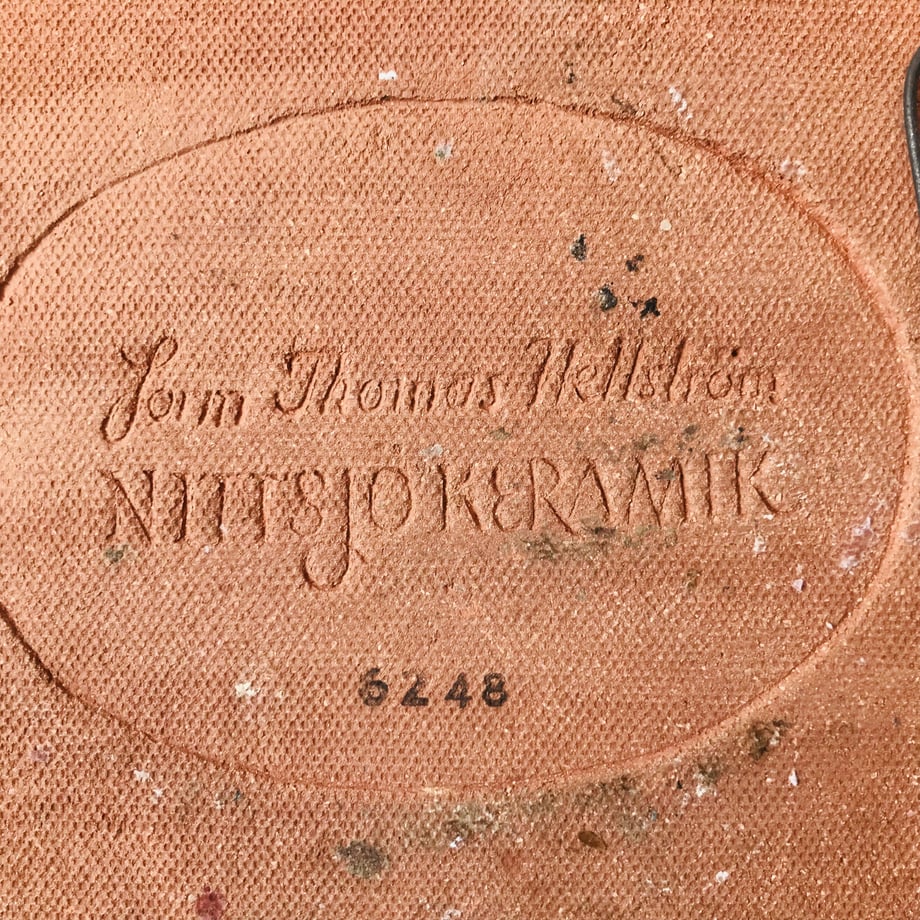 Form Thomas Hellström
NITTSJÖ KERAMIK
6248